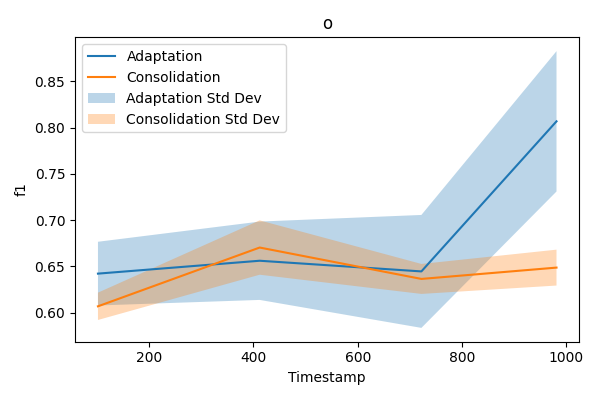 o
Adaptation
Consolidation
Adaptation Std Dev
Consolidation Std Dev
0.85
0.80
0.75
0.70
0.65
0.60
f1
200
400
600
800
1000
Timestamp